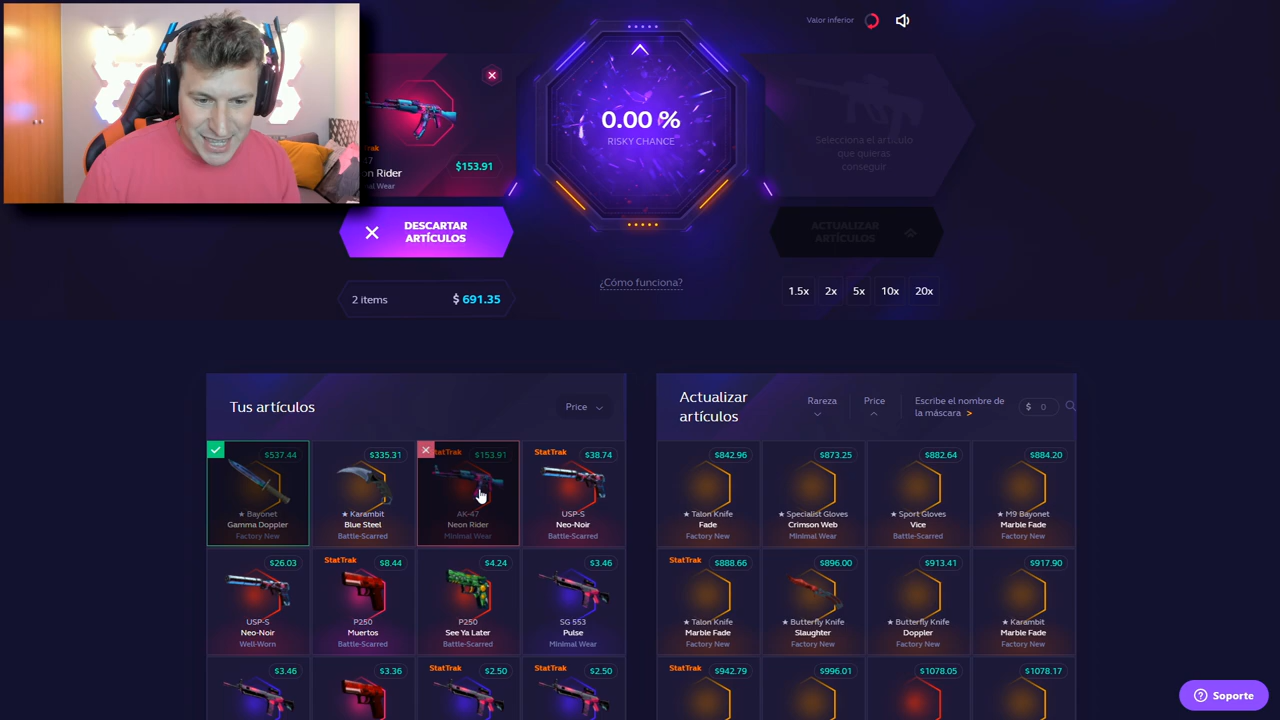 Valor inferior
0.00 %
RISKY CHANCE
$153.91
on Rider
al Wear
Selecciona el artículo
que quieras
conseguir
DESCARTAR
ARTÍCULOS
ACTUALIZAR
ARTÍCULOS
2 items
$ 691.35
¿Cómo funciona?
1.5x
2x
5x
10x
20x
Tus artículos
Price
Actualizar
artículos
Rareza
Price
Escribe el nombre de
la máscara >
$ 0
$537.44
★ Bayonet
Gamma Doppler
Factory New
$335.31
★ Karambit
Blue Steel
Battle-Scarred
StatTrak
$153.91
AK-47
Neon Rider
Minimal Wear
StatTrak
$38.74
USP-S
Neo-Noir
Battle-Scarred
$842.96
★ Talon Knife
Fade
Factory New
$873.25
★ Specialist Gloves
Crimson Web
Minimal Wear
$882.64
★ Sport Gloves
Vice
Battle-Scarred
$884.20
★ M9 Bayonet
Marble Fade
Factory New
$26.03
USP-S
Neo-Noir
Well-Worn
StatTrak
$8.44
P250
Muertos
Battle-Scarred
$4.24
P250
See Ya Later
Battle-Scarred
$3.46
SG 553
Pulse
Minimal Wear
StatTrak
$888.66
★ Talon Knife
Marble Fade
Factory New
$896.00
★ Butterfly Knife
Slaughter
Factory New
$913.41
★ Butterfly Knife
Doppler
Factory New
$917.90
★ Karambit
Marble Fade
Factory New
$3.46
$3.36
StatTrak
$2.50
StatTrak
$2.50
StatTrak
$942.79
$996.01
$1078.05
$1078.17
Soporte